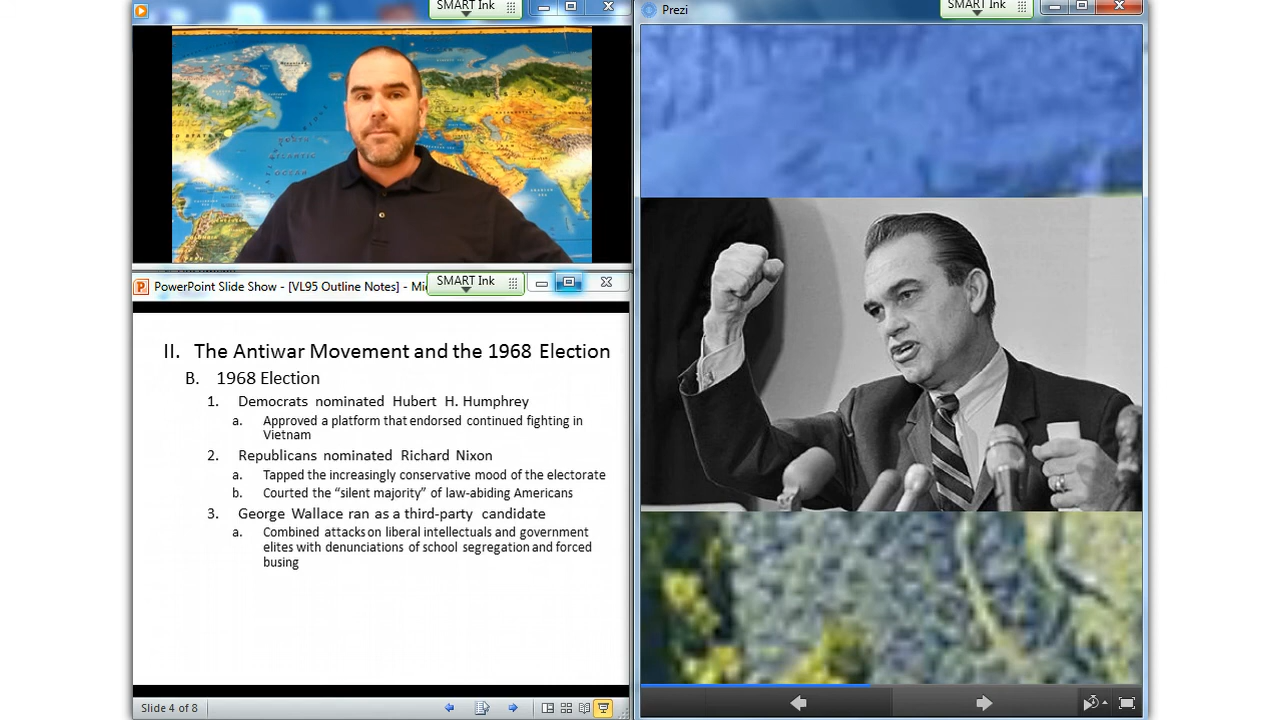 SMART Ink
Prezi
SMART Ink
PowerPoint Slide Show - [VL95 Outline Notes] - Mi
SMART Ink
II. The Antiwar Movement and the 1968 Election
B. 1968 Election
1. Democrats nominated Hubert H. Humphrey
a. Approved a platform that endorsed continued fighting in
Vietnam
2. Republicans nominated Richard Nixon
a. Tapped the increasingly conservative mood of the electorate
b. Courted the “silent majority” of law-abiding Americans
3. George Wallace ran as a third-party candidate
a. Combined attacks on liberal intellectuals and government
elites with denunciations of school segregation and forced
busing
Slide 4 of 8